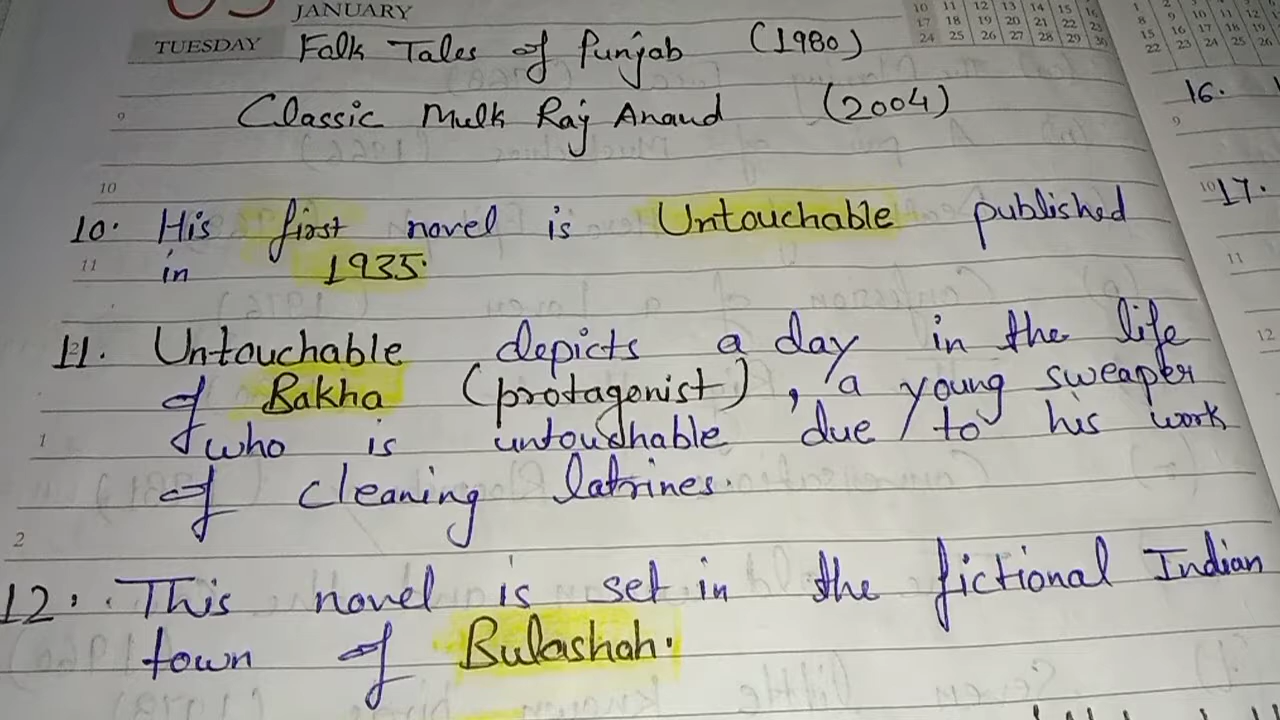 JANUARY
TUESDAY
Falk Tales of Punjab (1980)
Classic Mulk Raj Anand (2004)
10. His first novel is Untouchable published
in 1935.
11. Untouchable depicts a day in the life
of Bakha (protagonist), a young sweaper
who is untouchable due to his work
of cleaning latrines.
12. This novel is set in the fictional Indian
town of Bulashah.
16.
17.